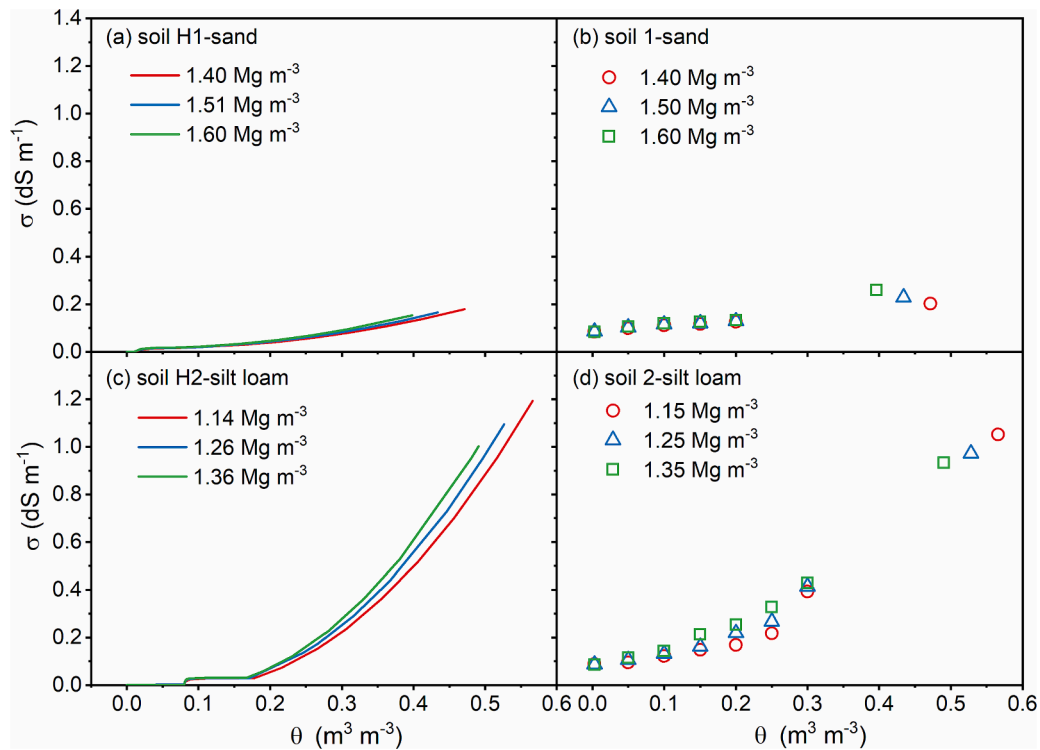 (a) soil H1-sand
1.40 Mg m⁻³
1.51 Mg m⁻³
1.60 Mg m⁻³
σ (dS m⁻¹)
1.4
1.2
1.0
0.8
0.6
0.4
0.2
0.0
(b) soil 1-sand
1.40 Mg m⁻³
1.50 Mg m⁻³
1.60 Mg m⁻³
(c) soil H2-silt loam
1.14 Mg m⁻³
1.26 Mg m⁻³
1.36 Mg m⁻³
σ (dS m⁻¹)
1.2
1.0
0.8
0.6
0.4
0.2
0.0
0.0 0.1 0.2 0.3 0.4 0.5 0.6
θ (m³ m⁻³)
(d) soil 2-silt loam
1.15 Mg m⁻³
1.25 Mg m⁻³
1.35 Mg m⁻³
0.0 0.1 0.2 0.3 0.4 0.5 0.6
θ (m³ m⁻³)